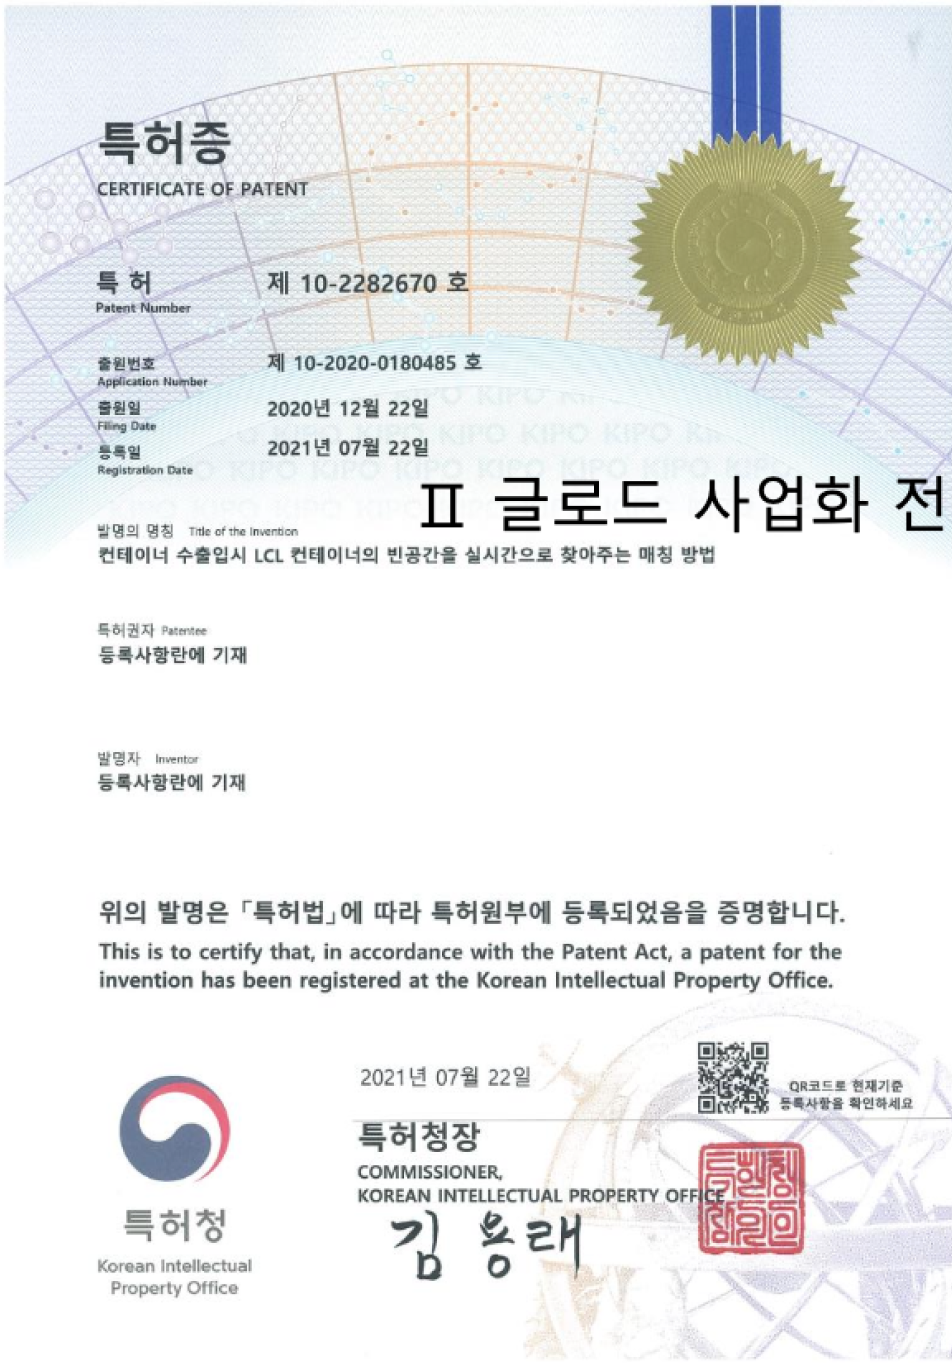 특허증
CERTIFICATE OF PATENT
특 허
Patent Number
제 10-2282670 호
출원번호
Application Number
제 10-2020-0180485 호
출원일
Filing Date
2020년 12월 22일
등록일
Registration Date
2021년 07월 22일
Ⅱ 글로드 사업화 전
발명의 명칭 Title of the Invention
컨테이너 수출입시 LCL 컨테이너의 빈공간을 실시간으로 찾아주는 매칭 방법
특허권자 Patentee
등록사항란에 기재
발명자 Inventor
등록사항란에 기재
위의 발명은 「특허법」에 따라 특허원부에 등록되었음을 증명합니다.
This is to certify that, in accordance with the Patent Act, a patent for the
invention has been registered at the Korean Intellectual Property Office.
2021년 07월 22일
QR코드로 현재기준
등록사항을 확인하세요
특허청장
COMMISSIONER,
KOREAN INTELLECTUAL PROPERTY OFFICE
김용래
특허청
Korean Intellectual
Property Office